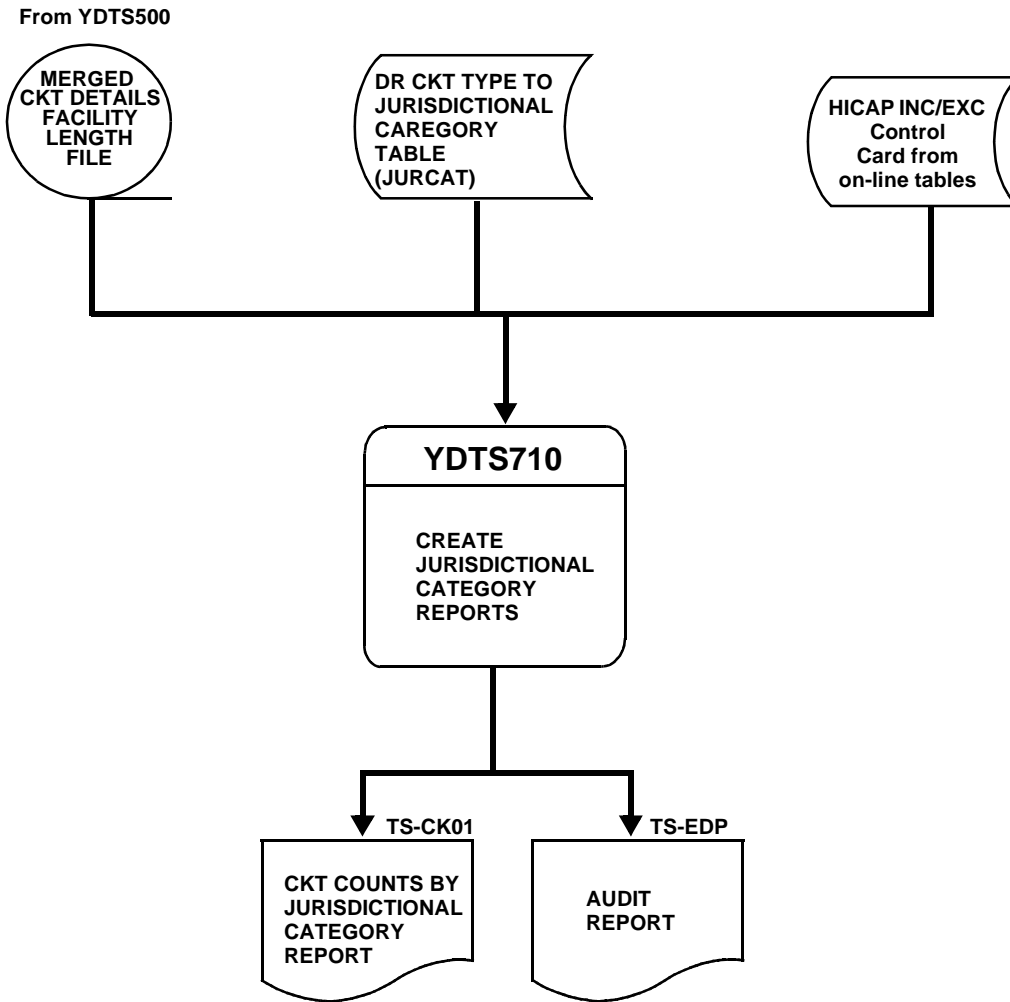 From YDTS500
MERGED
CKT DETAILS
FACILITY
LENGTH
FILE
DR CKT TYPE TO
JURISDICTIONAL
CAREGORY
TABLE
(JURCAT)
HICAP INC/EXC
Control
Card from
on-line tables
YDTS710
CREATE
JURISDICTIONAL
CATEGORY
REPORTS
TS-CK01
CKT COUNTS BY
JURISDICTIONAL
CATEGORY
REPORT
TS-EDP
AUDIT
REPORT